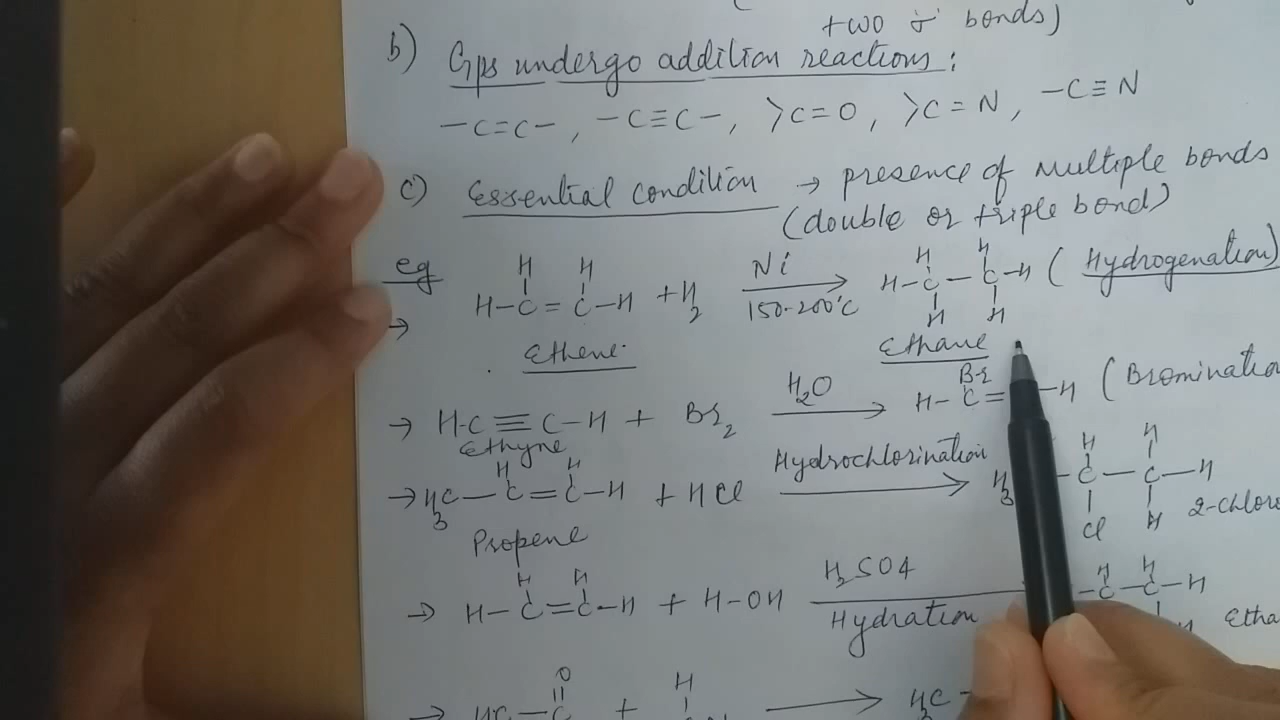 two σ bonds)
b) Gps undergo addition reactions:
-C=C-, -C≡C-, >C=O, >C=N, -C≡N
c) Essential condition → presence of multiple bonds
(double or triple bond)
eg H H Ni H H
→ H-C=C-H + H2 150-200°C H-C-C-H (Hydrogenation)
H H
Ethene Ethane
Br
→ H-C≡C-H + Br2 H2O H-C= -H (Brominatio
Ethyne
H H Hydrochlorination H H
→ H3C-C=C-H + HCl H3 -C-C-H
Cl H 2-chloro
Propene
H H H2SO4 H H
→ H-C=C-H + H-OH Hydration -C-C-H
H Etha
O H
→ H3C-C + H3C-